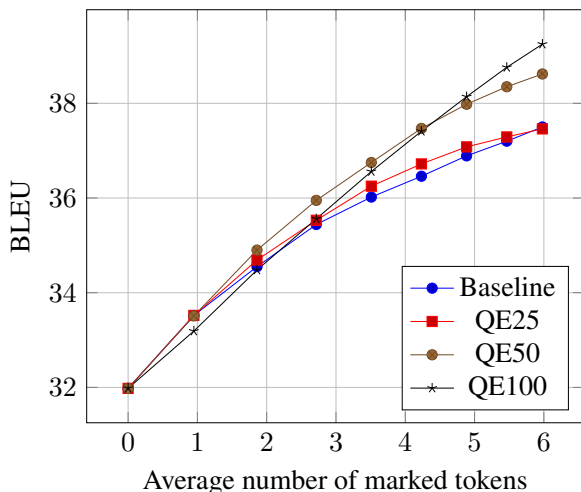 38
36
34
32
BLEU
0 1 2 3 4 5 6
Average number of marked tokens
Baseline
QE25
QE50
QE100